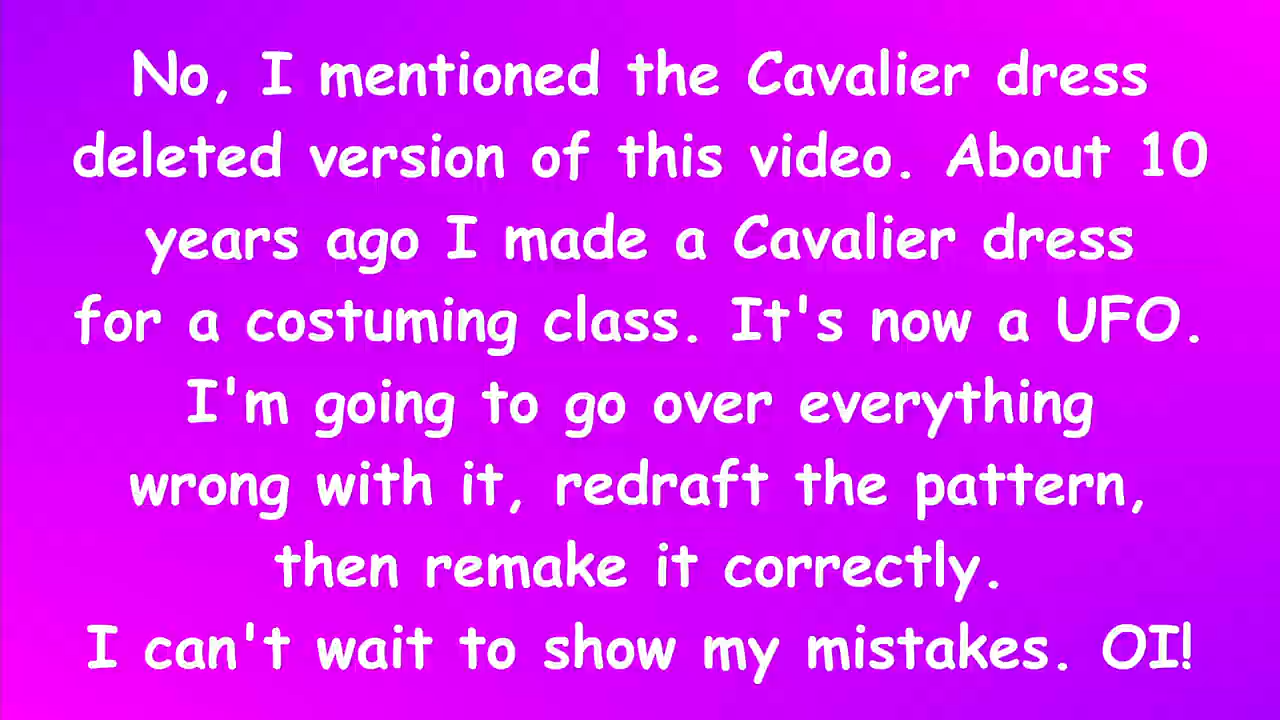 No, I mentioned the Cavalier dress
deleted version of this video. About 10
years ago I made a Cavalier dress
for a costuming class. It's now a UFO.
I'm going to go over everything
wrong with it, redraft the pattern,
then remake it correctly.
I can't wait to show my mistakes. OI!